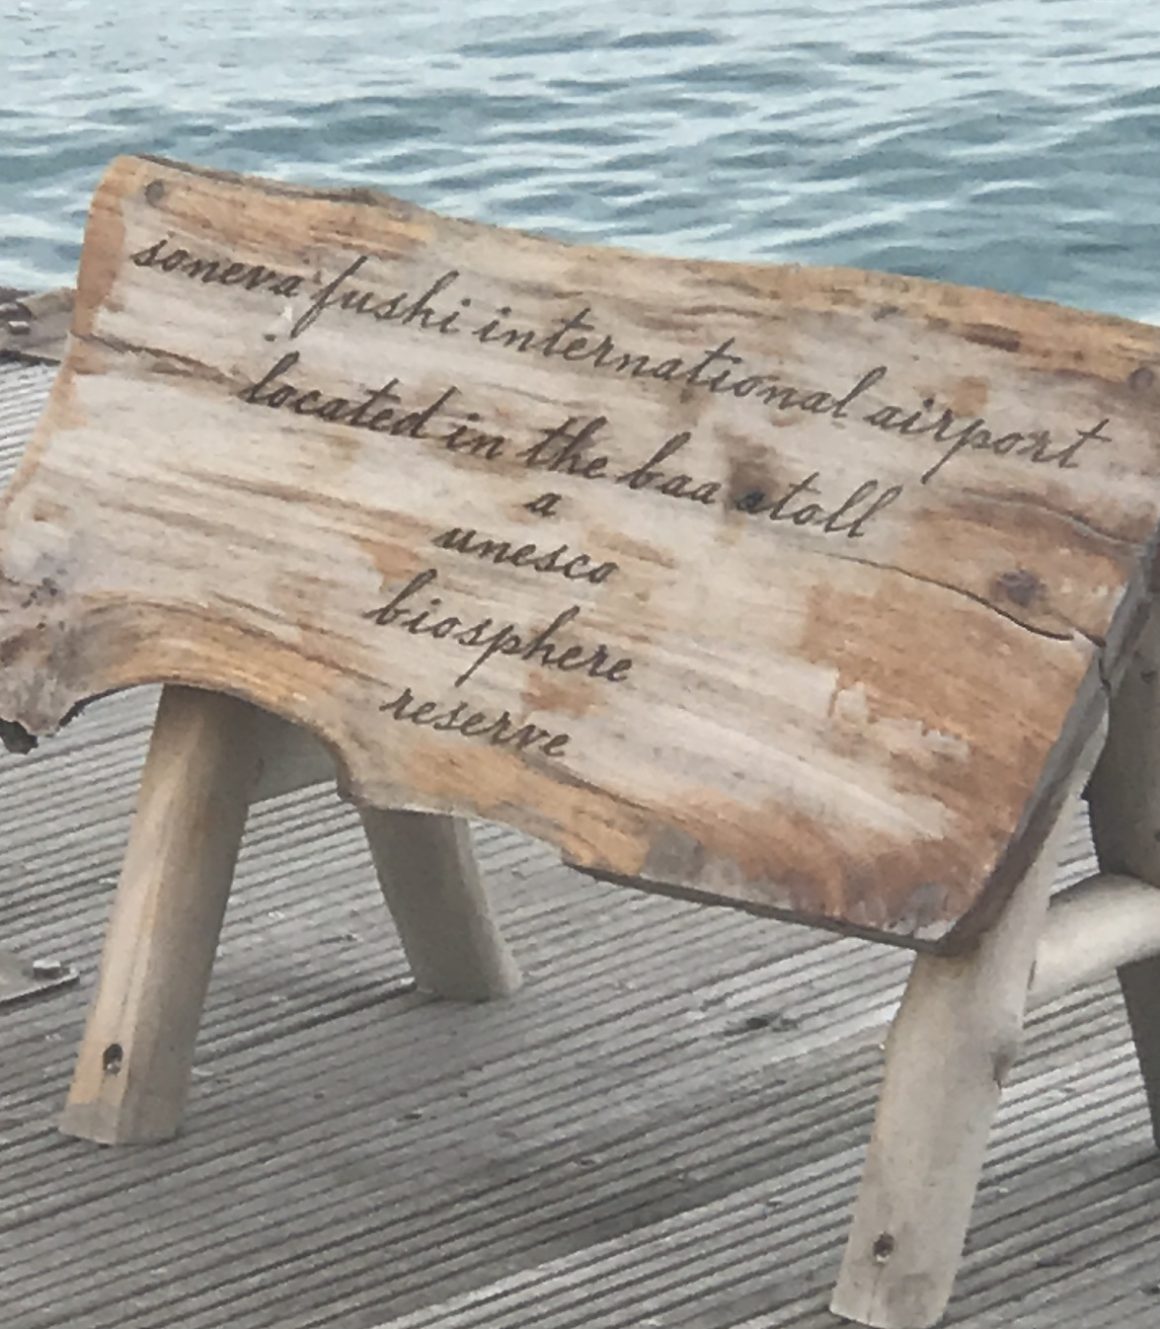 soneva fushi international airport
located in the baa atoll
a
unesco
biosphere
reserve